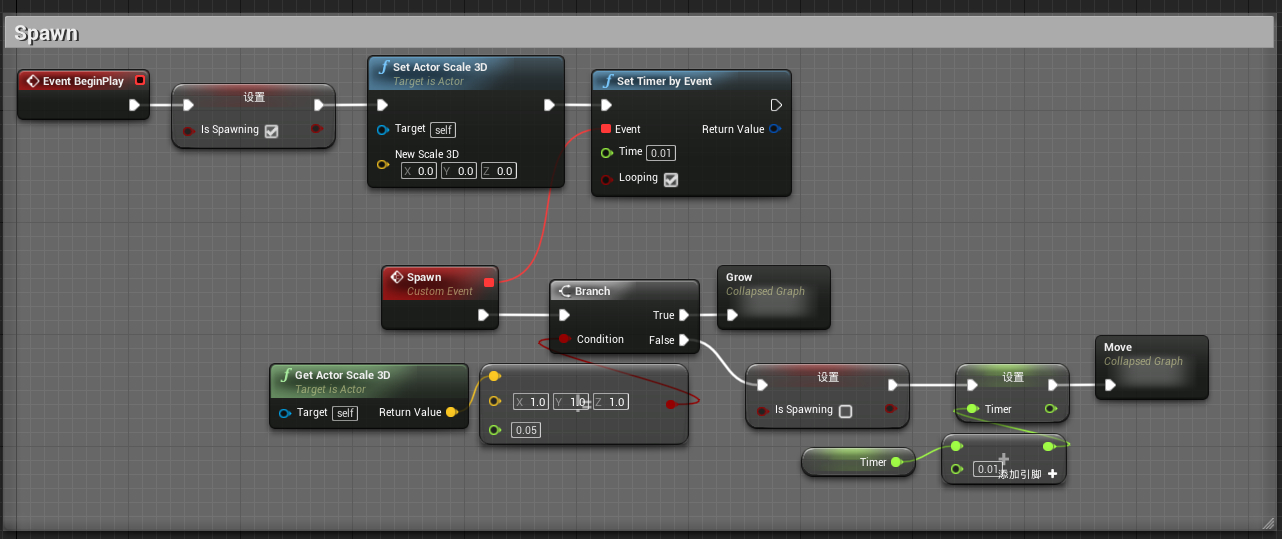 Spawn
Event BeginPlay
设置
Is Spawning
Set Actor Scale 3D
Target is Actor
Target self
New Scale 3D
X 0.0 Y 0.0 Z 0.0
Set Timer by Event
Event Return Value
Time 0.01
Looping
Spawn
Custom Event
Branch
True
Condition False
Grow
Collapsed Graph
Get Actor Scale 3D
Target is Actor
Target self Return Value
X 1.0 Y 1.0 Z 1.0
0.05
设置
Is Spawning
设置
Timer
Move
Collapsed Graph
Timer
0.01
添加引脚